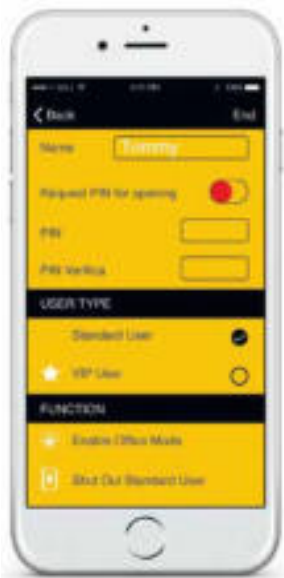 Back End
Name Tommy
Request PIN for opening
PIN
PIN Verifica
USER TYPE
Standard User
VIP User
FUNCTION
Enable Office Mode
Shut Out Standard User